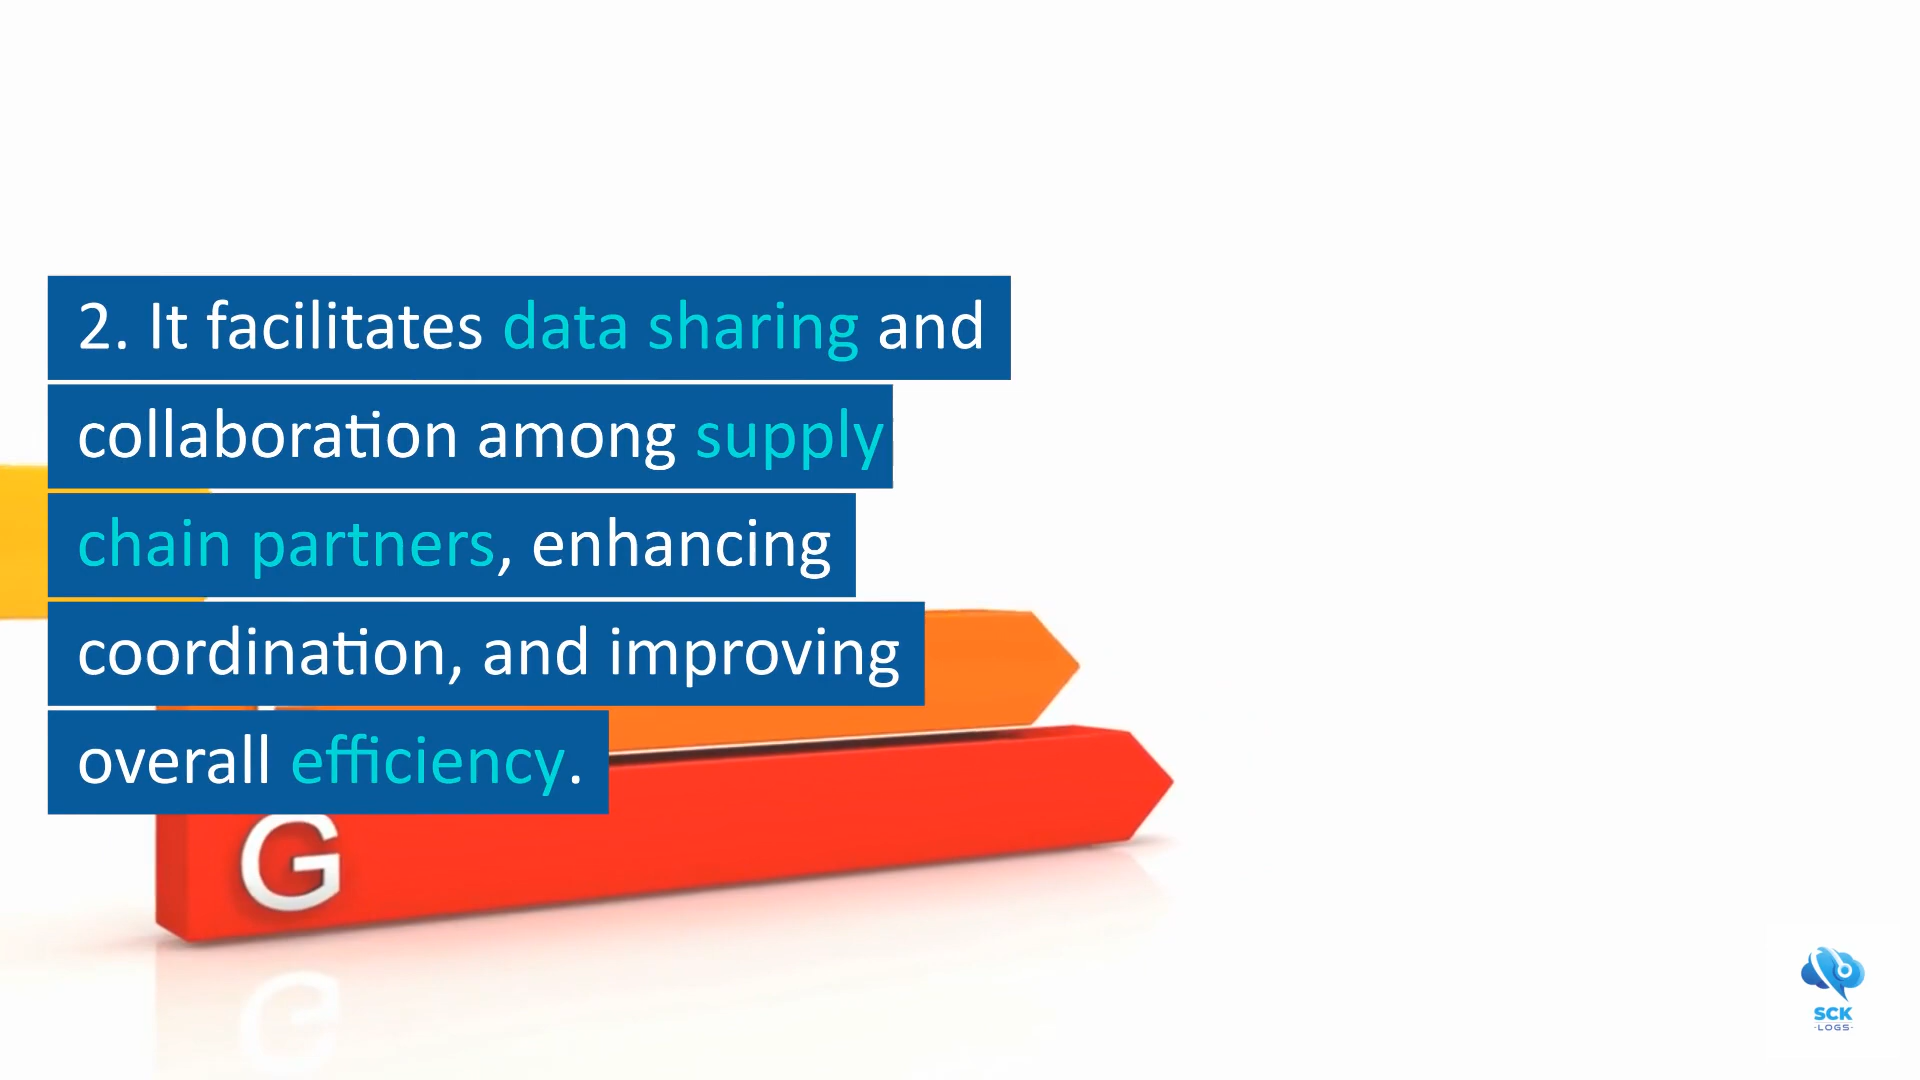 2. It facilitates data sharing and
collaboration among supply
chain partners, enhancing
coordination, and improving
overall efficiency.
G
SCK
-LOGS-